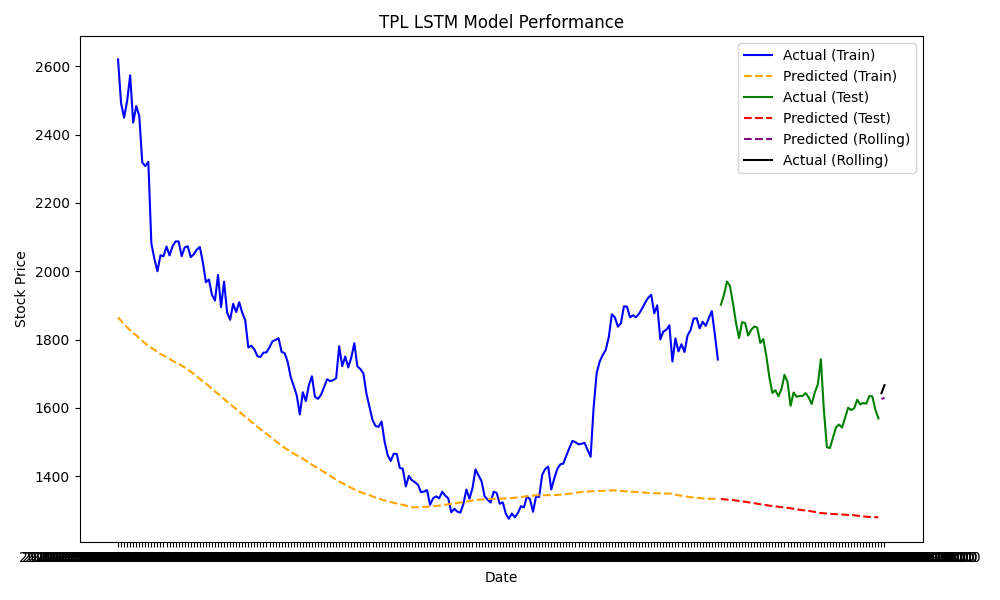 TPL LSTM Model Performance
Actual (Train)
Predicted (Train)
Actual (Test)
Predicted (Test)
Predicted (Rolling)
Actual (Rolling)
2600
2400
2200
2000
1800
1600
1400
Stock Price
Date